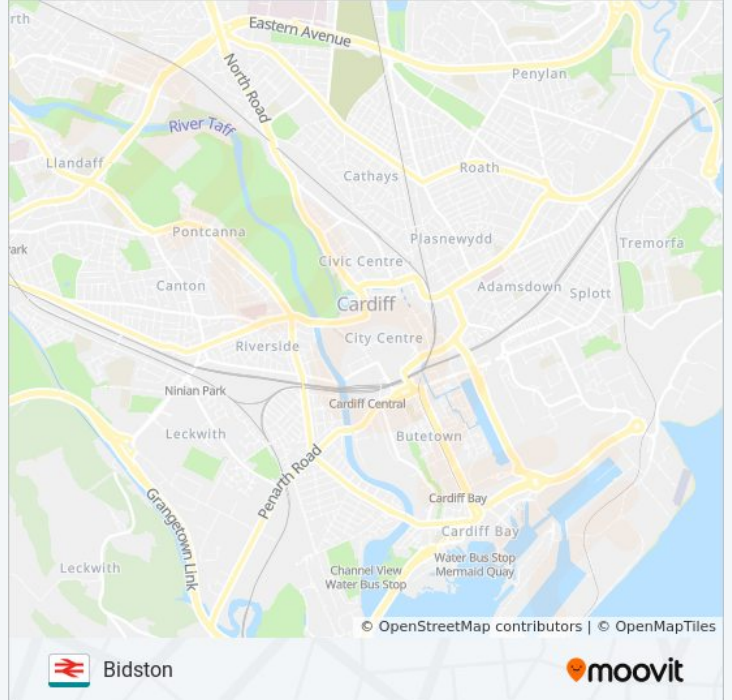 rth
Eastern Avenue
North Road
Penylan
River Taff
Llandaff
Cathays
Roath
Pontcanna
Plasnewydd
ark
Tremorfa
Civic Centre
Canton
Adamsdown
Splott
Cardiff
City Centre
Riverside
Ninian Park
Cardiff Central
Leckwith
Butetown
Penarth Road
Grangetown Link
Cardiff Bay
Cardiff Bay
Leckwith
Channel View
Water Bus Stop
Water Bus Stop
Mermaid Quay
© OpenStreetMap contributors | © OpenMapTiles
Bidston
moovit